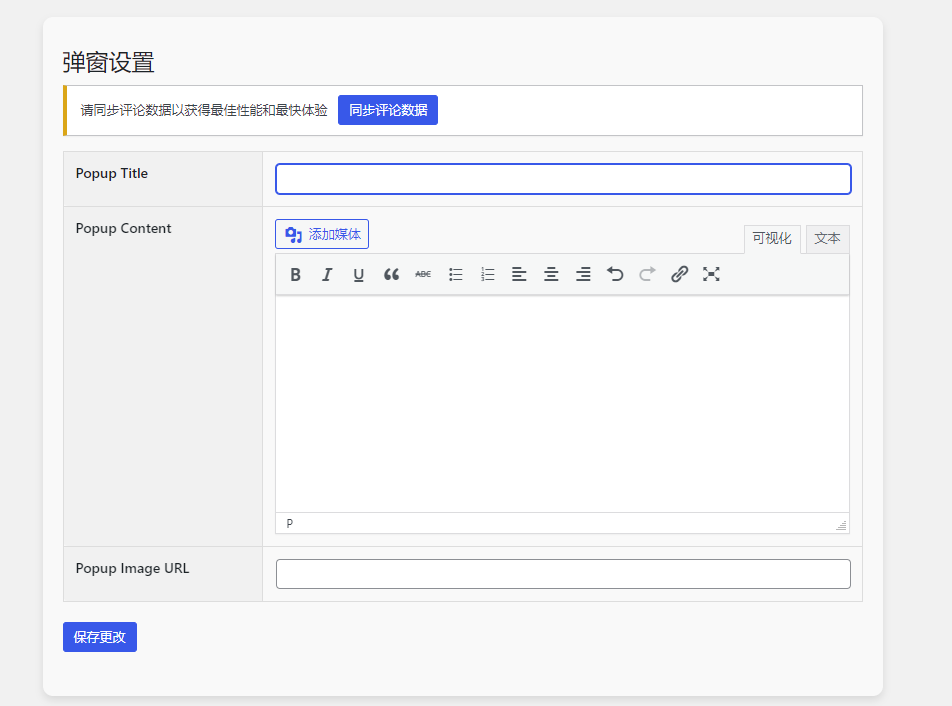 弹窗设置
请同步评论数据以获得最佳性能和最快体验 同步评论数据
Popup Title
Popup Content
添加媒体
可视化 文本
B I U ABC
P
Popup Image URL
保存更改